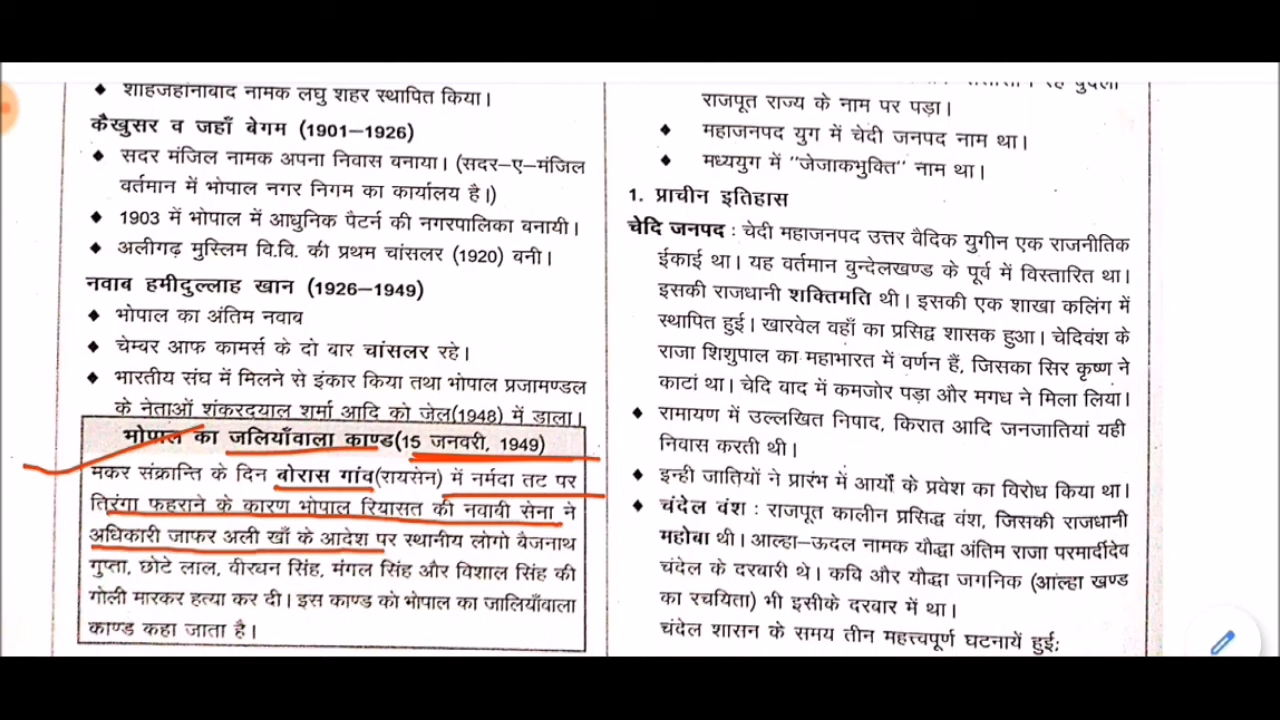 शाहजहांनाबाद नामक लघु शहर स्थापित किया।
कैखुसर व जहाँ बेगम (1901–1926)
सदर मंजिल नामक अपना निवास बनाया। (सदर–ए–मंजिल
वर्तमान में भोपाल नगर निगम का कार्यालय है।)
1903 में भोपाल में आधुनिक पैटर्न की नगरपालिका बनायी।
अलीगढ़ मुस्लिम वि.वि. की प्रथम चांसलर (1920) बनी।
नवाब हमीदुल्लाह खान (1926–1949)
भोपाल का अंतिम नवाब
चेम्बर आफ कामर्स के दो बार चांसलर रहे।
भारतीय संघ में मिलने से इंकार किया तथा भोपाल प्रजामण्डल
के नेताओं शंकरदयाल शर्मा आदि को जेल(1948) में डाला।
भोपाल का जलियाँवाला काण्ड(15 जनवरी, 1949)
मकर संक्रान्ति के दिन बोरास गांव(रायसेन) में नर्मदा तट पर
तिरंगा फहराने के कारण भोपाल रियासत की नवाबी सेना ने
अधिकारी जाफर अली खाँ के आदेश पर स्थानीय लोगो बैजनाथ
गुप्ता, छोटे लाल, वीरधन सिंह, मंगल सिंह और विशाल सिंह की
गोली मारकर हत्या कर दी। इस काण्ड को भोपाल का जालियाँवाला
काण्ड कहा जाता है।
राजपूत राज्य के नाम पर पड़ा।
महाजनपद युग में चेदी जनपद नाम था।
मध्ययुग में "जेजाकभुक्ति" नाम था।
1. प्राचीन इतिहास
चेदि जनपद : चेदी महाजनपद उत्तर वैदिक युगीन एक राजनीतिक
ईकाई था। यह वर्तमान वुन्देलखण्ड के पूर्व में विस्तारित था।
इसकी राजधानी शक्तिमति थी। इसकी एक शाखा कलिंग में
स्थापित हुई। खारवेल वहाँ का प्रसिद्व शासक हुआ। चेदिवंश के
राजा शिशुपाल का महाभारत में वर्णन हैं, जिसका सिर कृष्ण ने
काटां था। चेदि वाद में कमजोर पड़ा और मगध ने मिला लिया।
रामायण में उल्लखित निषाद, किरात आदि जनजातियां यही
निवास करती थी।
इन्ही जातियों ने प्रारंभ में आर्यों के प्रवेश का विरोध किया था।
चंदेल वंश : राजपूत कालीन प्रसिद्ध वंश, जिसकी राजधानी
महोबा थी। आल्हा–ऊदल नामक यौद्धा अंतिम राजा परमार्दीदेव
चंदेल के दरबारी थे। कवि और यौद्धा जगनिक (आल्हा खण्ड
का रचयिता) भी इसीके दरबार में था।
चंदेल शासन के समय तीन महत्त्वपूर्ण घटनायें हुई: